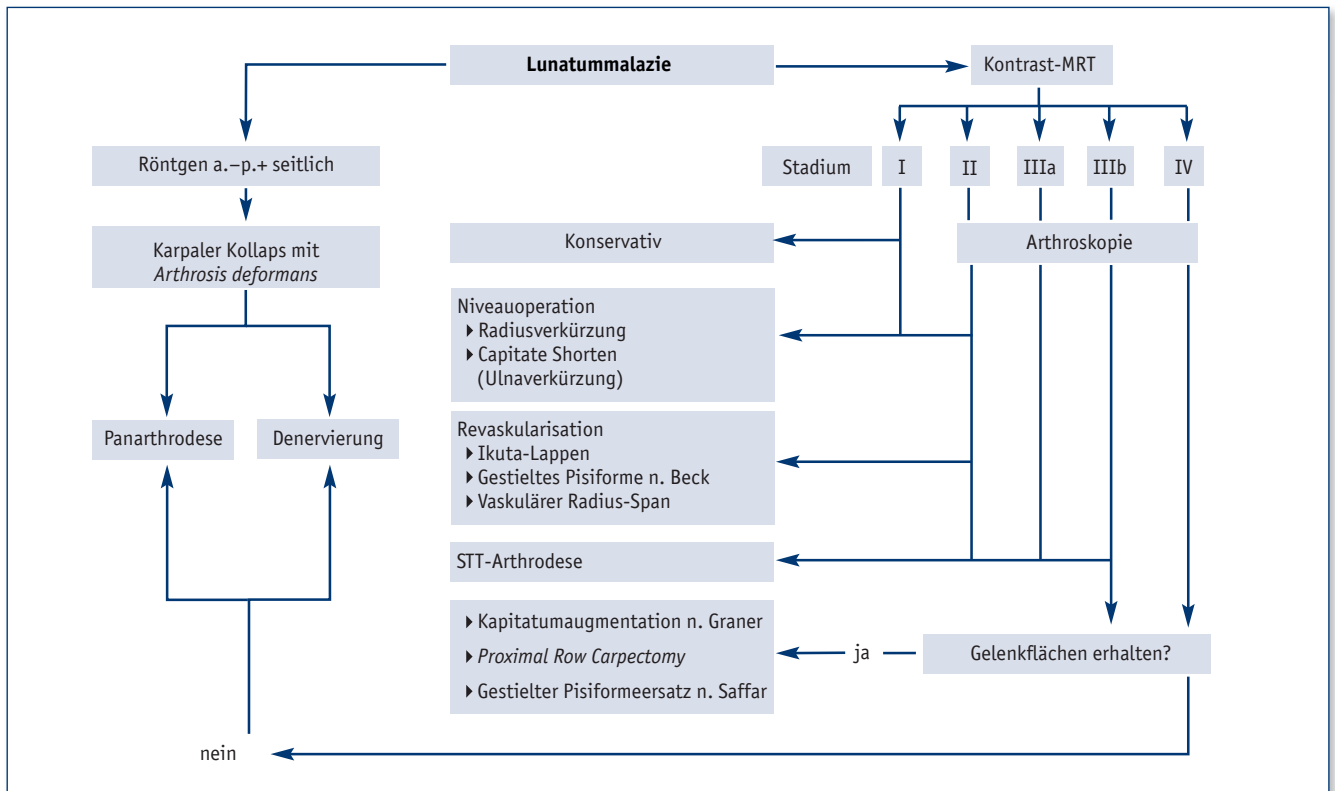 Lunatummalazie
Kontrast-MRT
Röntgen a.–p.+ seitlich
Stadium
I
II
IIIa
IIIb
IV
Karpaler Kollaps mit
Arthrosis deformans
Konservativ
Arthroskopie
Niveauoperation
Radiusverkürzung
Capitate Shorten
(Ulnaverkürzung)
Panarthrodese
Denervierung
Revaskularisation
Ikuta-Lappen
Gestieltes Pisiforme n. Beck
Vaskulärer Radius-Span
STT-Arthrodese
Kapitatumaugmentation n. Graner
Proximal Row Carpectomy
Gestielter Pisiformeersatz n. Saffar
ja
Gelenkflächen erhalten?
nein